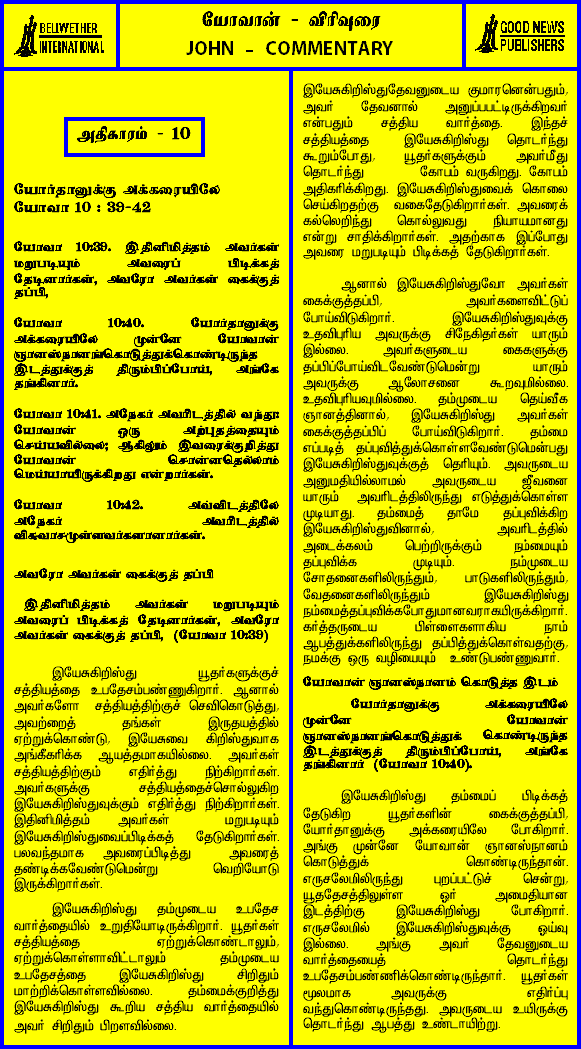 BELWETHER
INTERNATIONAL
யோவான் - விரிவுரை
JOHN - COMMENTARY
GOOD NEWS
PUBLISHERS
அதிகாரம் - 10
யோர்தானுக்கு அக்கரையிலே
யோவா 10 : 39-42
யோவா 10:39. இதினிமித்தம் அவர்கள்
மறுபடியும் அவரைப் பிடிக்கத்
தேடினார்கள், அவரோ அவர்கள் கைக்குத்
தப்பி,
யோவா 10:40. யோர்தானுக்கு
அக்கரையிலே முன்னே யோவான்
ஞானஸ்நானங்கொடுத்துக்கொண்டிருந்த
இடத்துக்குத் திரும்பிப்போய், அங்கே
தங்கினார்.
யோவா 10:41. அநேகர் அவரிடத்தில் வந்து:
யோவான் ஒரு அற்புதத்தையும்
செய்யவில்லை; ஆகிலும் இவரைக்குறித்து
யோவான் சொன்னதெல்லாம்
மெய்யாயிருக்கிறது என்றார்கள்.
யோவா 10:42. அவ்விடத்திலே
அநேகர் அவரிடத்தில்
விசுவாசமுள்ளவர்களானார்கள்.
அவரோ அவர்கள் கைக்குத் தப்பி
இதினிமித்தம் அவர்கள் மறுபடியும்
அவரைப் பிடிக்கத் தேடினார்கள், அவரோ
அவர்கள் கைக்குத் தப்பி, (யோவா 10:39)
இயேசுகிறிஸ்து யூதர்களுக்குச்
சத்தியத்தை உபதேசம்பண்ணுகிறார். ஆனால்
அவர்களோ சத்தியத்திற்குச் செவிகொடுத்து,
அவற்றைத் தங்கள் இருதயத்தில்
ஏற்றுக்கொண்டு, இயேசுவை கிறிஸ்துவாக
அங்கீகரிக்க ஆயத்தமாகயில்லை. அவர்கள்
சத்தியத்திற்கும் எதிர்த்து நிற்கிறார்கள்.
அவர்களுக்கு சத்தியத்தைச்சொல்லுகிற
இயேசுகிறிஸ்துவுக்கும் எதிர்த்து நிற்கிறார்கள்.
இதினிமித்தம் அவர்கள் மறுபடியும்
இயேசுகிறிஸ்துவைப்பிடிக்கத் தேடுகிறார்கள்.
பலவந்தமாக அவரைப்பிடித்து அவரைத்
தண்டிக்கவேண்டுமென்று வெறியோடு
இருக்கிறார்கள்.
இயேசுகிறிஸ்து தம்முடைய உபதேச
வார்த்தையில் உறுதியோடிருக்கிறார். யூதர்கள்
சத்தியத்தை ஏற்றுக்கொண்டாலும்,
ஏற்றுக்கொள்ளாவிட்டாலும் தம்முடைய
உபதேசத்தை இயேசுகிறிஸ்து சிறிதும்
மாற்றிக்கொள்ளவில்லை. தம்மைக்குறித்து
இயேசுகிறிஸ்து கூறிய சத்திய வார்த்தையில்
அவர் சிறிதும் பிறளவில்லை.
இயேசுகிறிஸ்துதேவனுடைய குமாரனென்பதும்,
அவர் தேவனால் அனுப்பபட்டிருக்கிறவர்
என்பதும் சத்திய வார்த்தை. இந்தச்
சத்தியத்தை இயேசுகிறிஸ்து தொடர்ந்து
கூறும்போது, யூதர்களுக்கும் அவர்மீது
தொடர்ந்து கோபம் வருகிறது. கோபம்
அதிகரிக்கிறது. இயேசுகிறிஸ்துவைக் கொலை
செய்கிறதற்கு வகைதேடுகிறார்கள். அவரைக்
கல்லெறிந்து கொல்லுவது நியாயமானது
என்று சாதிக்கிறார்கள். அதற்காக இப்போது
அவரை மறுபடியும் பிடிக்கத் தேடுகிறார்கள்.
ஆனால் இயேசுகிறிஸ்துவோ அவர்கள்
கைக்குத்தப்பி, அவர்களைவிட்டுப்
போய்விடுகிறார். இயேசுகிறிஸ்துவுக்கு
உதவிபுரிய அவருக்கு சிநேகிதர்கள் யாரும்
இல்லை. அவர்களுடைய கைகளுக்கு
தப்பிப்போய்விடவேண்டுமென்று யாரும்
அவருக்கு ஆலோசனை கூறவுமில்லை.
உதவிபுரியவுமில்லை. தம்முடைய தெய்வீக
ஞானத்தினால், இயேசுகிறிஸ்து அவர்கள்
கைக்குத்தப்பிப் போய்விடுகிறார். தம்மை
எப்படித் தப்புவித்துக்கொள்ளவேண்டுமென்பது
இயேசுகிறிஸ்துவுக்குத் தெரியும். அவருடைய
அனுமதியில்லாமல் அவருடைய ஜீவனை
யாரும் அவரிடத்திலிருந்து எடுத்துக்கொள்ள
முடியாது. தம்மைத் தாமே தப்புவிக்கிற
இயேசுகிறிஸ்துவினால், அவரிடத்தில்
அடைக்கலம் பெற்றிருக்கும் நம்மையும்
தப்புவிக்க முடியும். நம்முடைய
சோதனைகளிலிருந்தும், பாடுகளிலிருந்தும்,
வேதனைகளிலிருந்தும் இயேசுகிறிஸ்து
நம்மைத்தப்புவிக்கபோதுமானவராகயிருக்கிறார்.
கர்த்தருடைய பிள்ளைகளாகிய நாம்
ஆபத்துக்களிலிருந்து தப்பித்துக்கொள்வதற்கு,
நமக்கு ஒரு வழியையும் உண்டுபண்ணுவார்.
யோவான் ஞானஸ்நானம் கொடுத்த இடம்
யோர்தானுக்கு அக்கரையிலே
முன்னே யோவான்
ஞானஸ்நானங்கொடுத்துக் கொண்டிருந்த
இடத்துக்குத் திரும்பிப்போய், அங்கே
தங்கினார் (யோவா 10:40).
இயேசுகிறிஸ்து தம்மைப் பிடிக்கத்
தேடுகிற யூதர்களின் கைக்குத்தப்பி,
யோர்தானுக்கு அக்கரையிலே போகிறார்.
அங்கு முன்னே யோவான் ஞானஸ்நானம்
கொடுத்துக் கொண்டிருந்தான்.
எருசலேமிலிருந்து புறப்பட்டுச் சென்று,
யூததேசத்திலுள்ள ஓர் அமைதியான
இடத்திற்கு இயேசுகிறிஸ்து போகிறார்.
எருசலேமில் இயேசுகிறிஸ்துவுக்கு ஓய்வு
இல்லை. அங்கு அவர் தேவனுடைய
வார்த்தையைத் தொடர்ந்து
உபதேசம்பண்ணிக்கொண்டிருந்தார். யூதர்கள்
மூலமாக அவருக்கு எதிர்ப்பு
வந்துகொண்டிருந்தது. அவருடைய உயிருக்கு
தொடர்ந்து ஆபத்து உண்டாயிற்று.